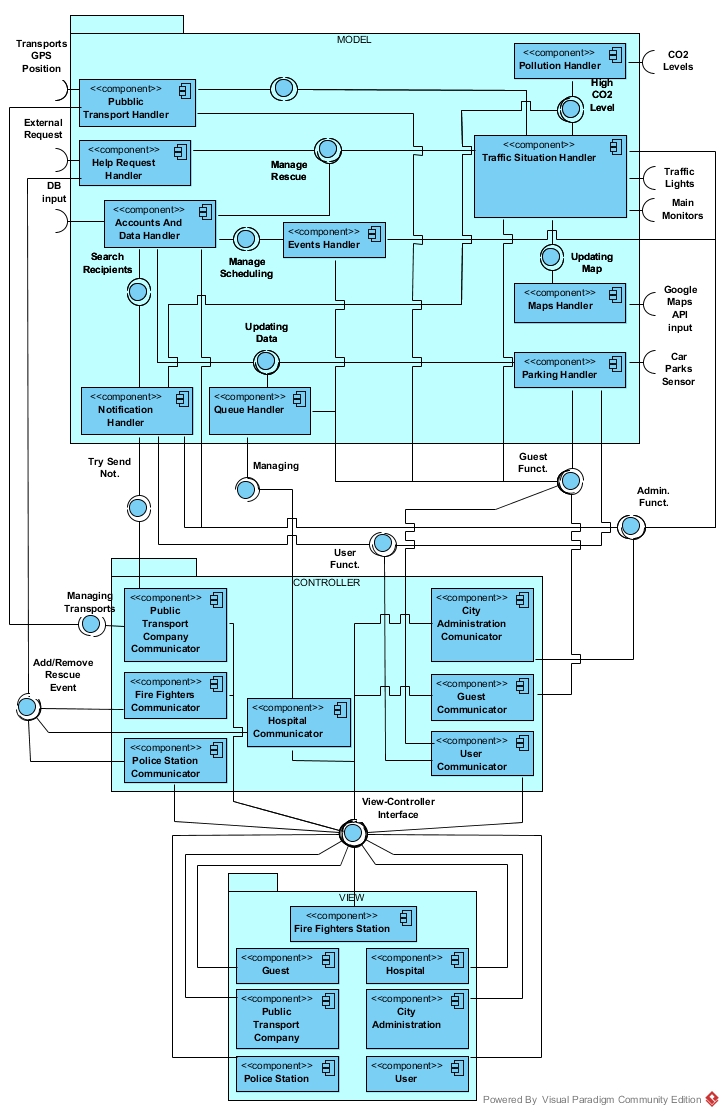 MODEL
Transports
GPS
Position
<<component>>
Pubblic
Transport Handler
<<component>>
Pollution Handler
CO2
Levels
High
CO2
Level
External
Request
<<component>>
Help Request
Handler
Manage
Rescue
<<component>>
Traffic Situation Handler
Traffic
Lights
Main
Monitors
DB
input
<<component>>
Accounts And
Data Handler
<<component>>
Events Handler
Manage
Scheduling
Search
Recipients
Updating
Map
<<component>>
Maps Handler
Google
Maps
API
input
Updating
Data
<<component>>
Parking Handler
Car
Parks
Sensor
<<component>>
Notification
Handler
<<component>>
Queue Handler
Try Send
Not.
Managing
Guest
Funct.
Admin.
Funct.
User
Funct.
CONTROLLER
Managing
Transports
<<component>>
Public
Transport
Company
Communicator
<<component>>
City
Administration
Comunicator
Add/Remove
Rescue
Event
<<component>>
Fire Fighters
Communicator
<<component>>
Hospital
Communicator
<<component>>
Guest
Communicator
<<component>>
Police Station
Communicator
<<component>>
User
Communicator
View-Controller
Interface
VIEW
<<component>>
Fire Fighters Station
<<component>>
Guest
<<component>>
Hospital
<<component>>
Public
Transport
Company
<<component>>
City
Administration
<<component>>
Police Station
<<component>>
User
Powered By Visual Paradigm Community Edition